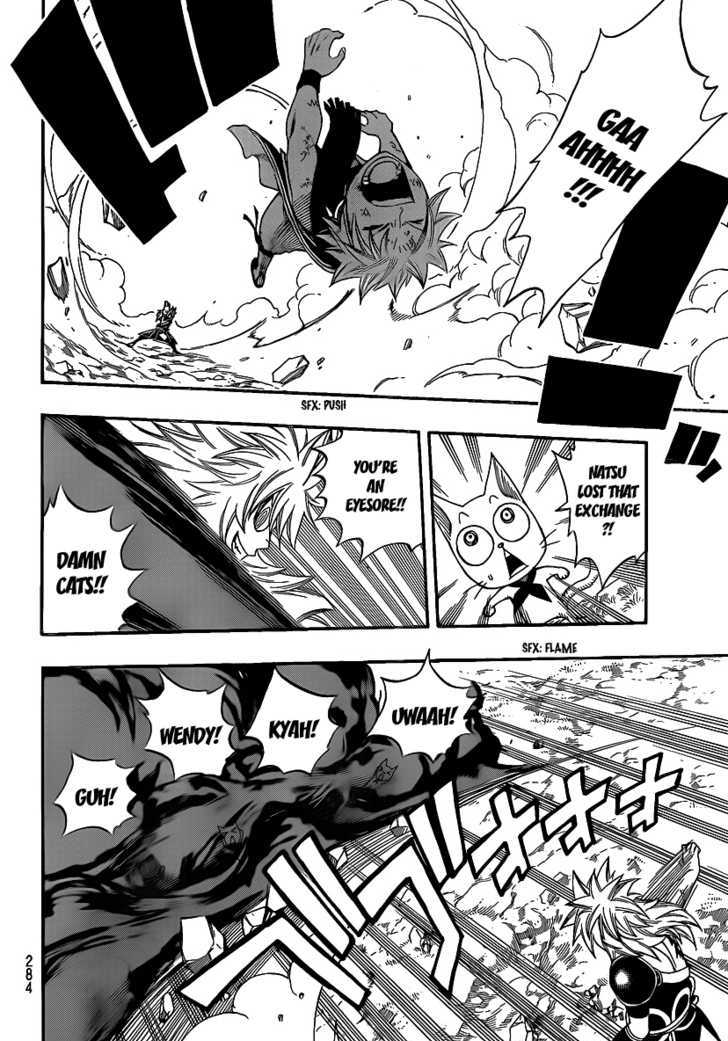 GAA
AHHHH
!!!
SFX: PUSH
NATSU
LOST THAT
EXCHANGE
?!
YOU'RE
AN
EYESORE!!
DAMN
CATS!!
SFX: FLAME
UWAAH!
KYAH!
WENDY!
GUH!
284